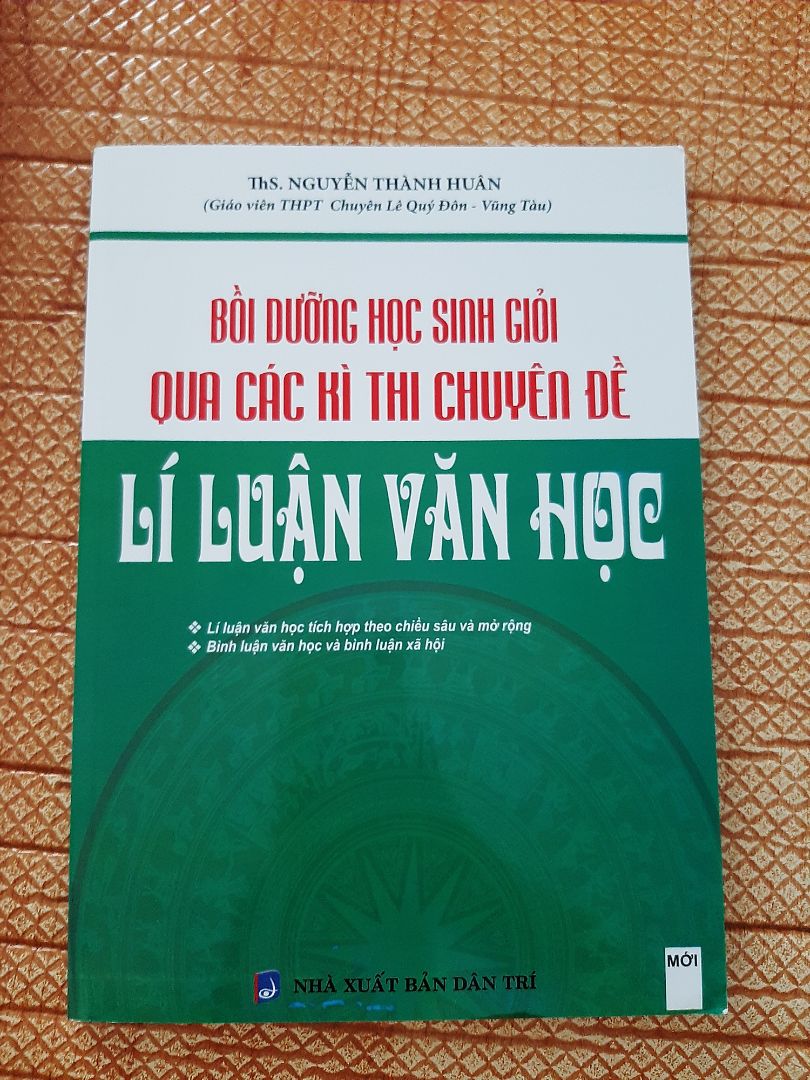 ThS. NGUYỄN THÀNH HUÂN
(Giáo viên THPT Chuyên Lê Quý Đôn - Vũng Tàu)
BỒI DƯỠNG HỌC SINH GIỎI
QUA CÁC KÌ THI CHUYÊN ĐỀ
LÍ LUẬN VĂN HỌC
❖ Lí luận văn học tích hợp theo chiều sâu và mở rộng
❖ Bình luận văn học và bình luận xã hội
MỚI
NHÀ XUẤT BẢN DÂN TRÍ